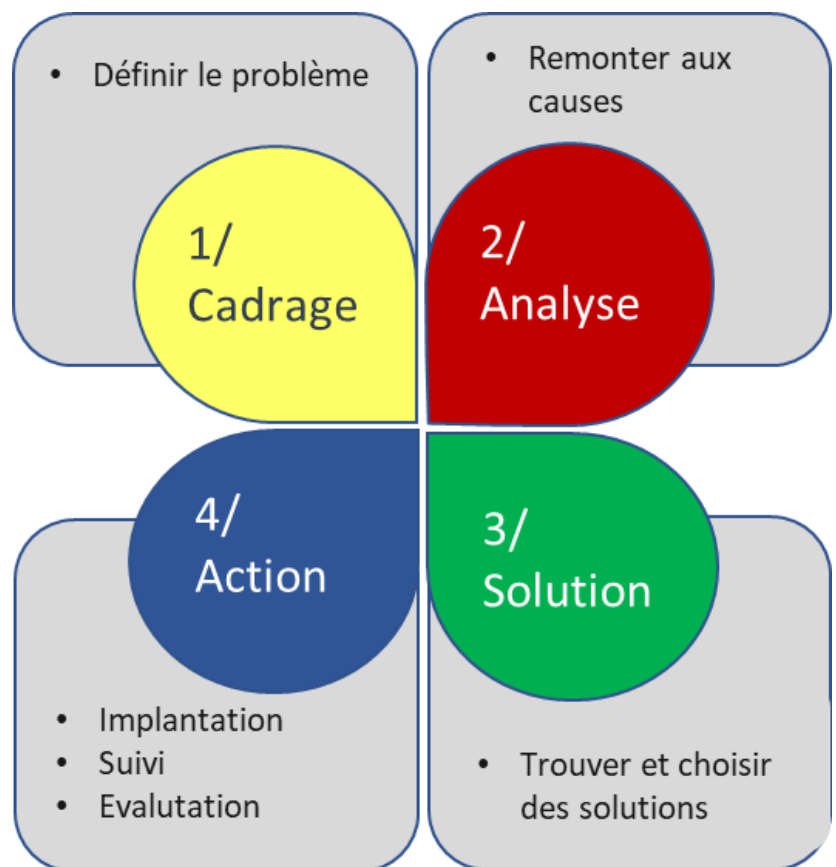 • Définir le problème
1/
Cadrage
• Remonter aux
causes
2/
Analyse
3/
Solution
• Trouver et choisir
des solutions
4/
Action
• Implantation
• Suivi
• Evalutation